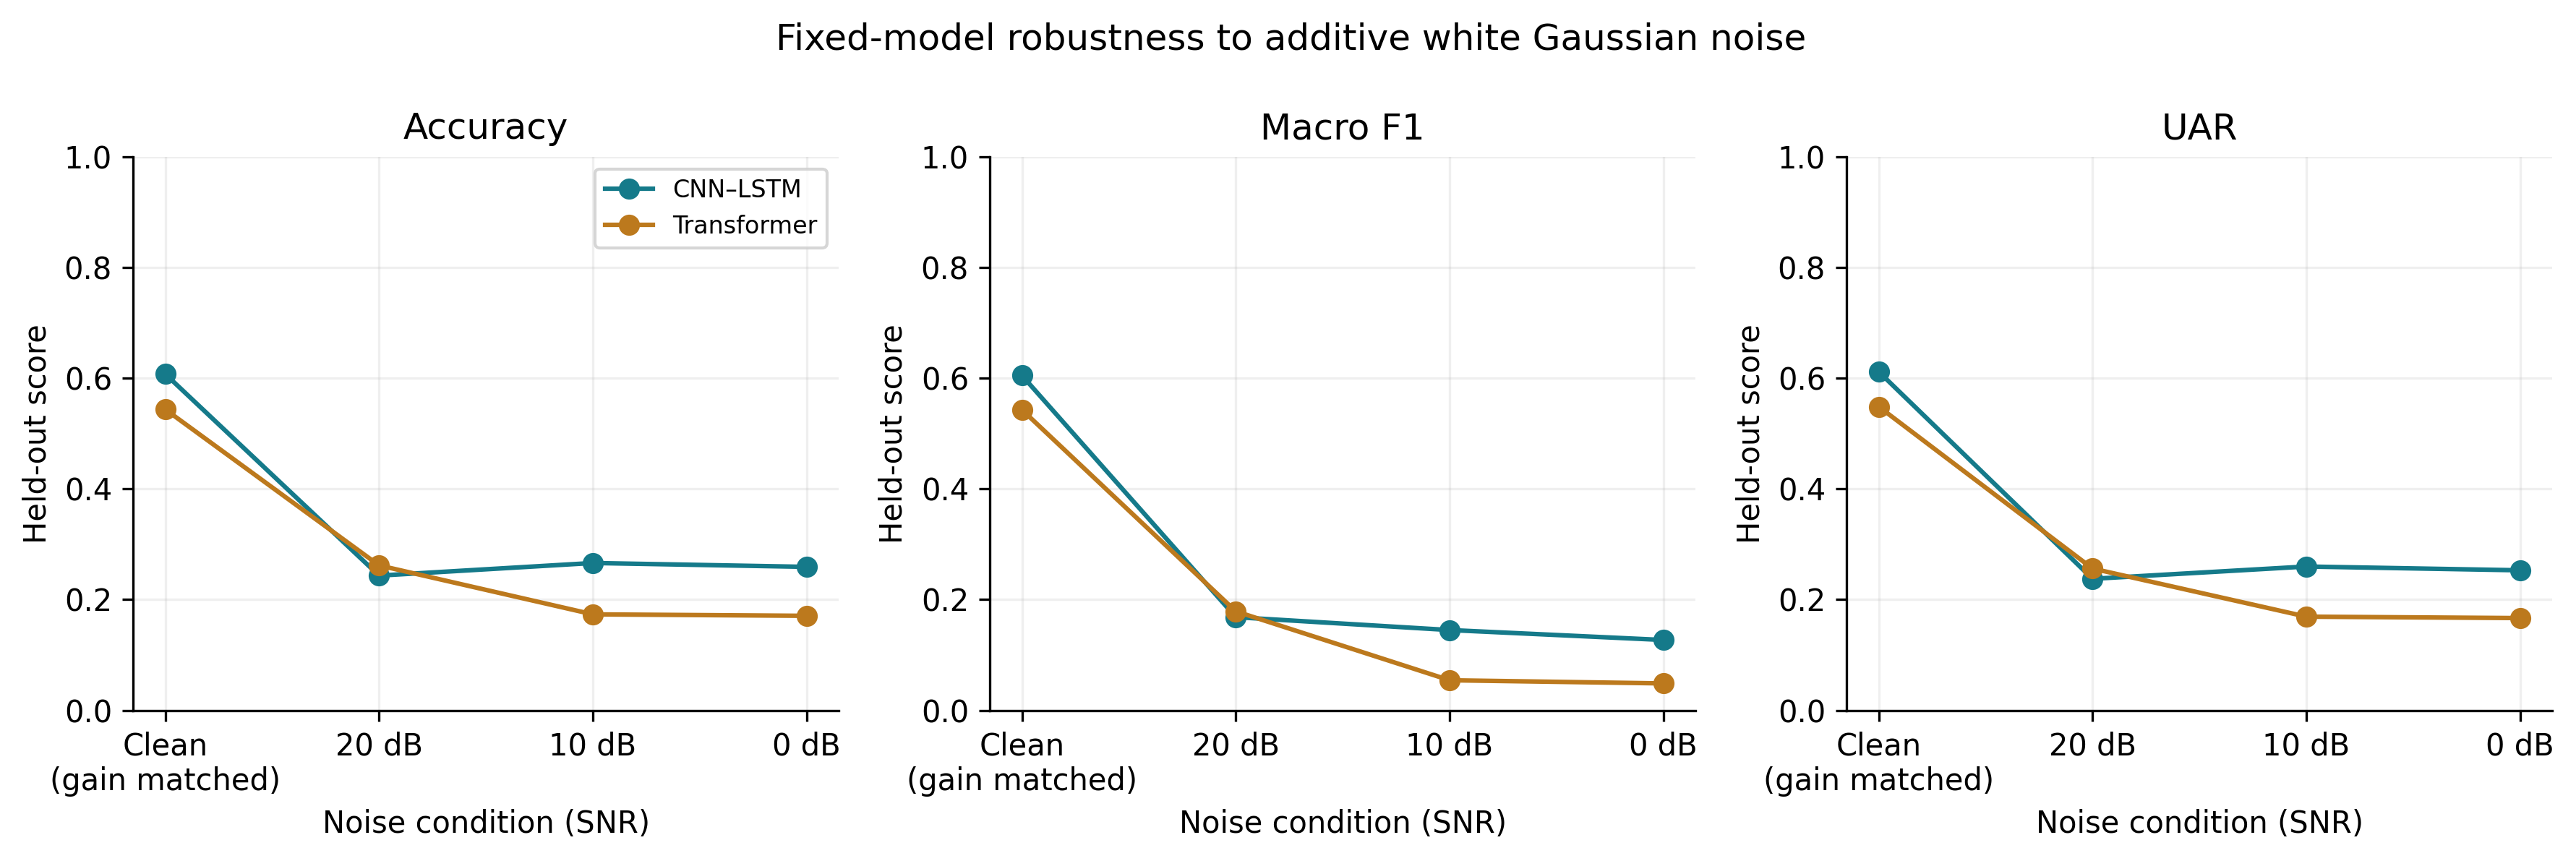 Fixed-model robustness to additive white Gaussian noise
Accuracy
1.0
0.8
0.6
0.4
0.2
0.0
Held-out score
CNN–LSTM
Transformer
Clean
(gain matched)
20 dB
10 dB
0 dB
Noise condition (SNR)
Macro F1
1.0
0.8
0.6
0.4
0.2
0.0
Held-out score
Clean
(gain matched)
20 dB
10 dB
0 dB
Noise condition (SNR)
UAR
1.0
0.8
0.6
0.4
0.2
0.0
Held-out score
Clean
(gain matched)
20 dB
10 dB
0 dB
Noise condition (SNR)